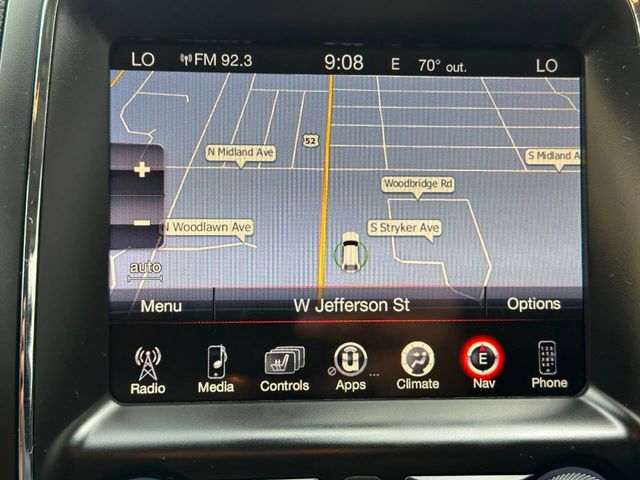 LO FM 92.3 9:08 E 70° out. LO
52
N Midland Ave S Midland A
+ Woodbridge Rd
– N Woodlawn Ave S Stryker Ave
auto
Menu W Jefferson St Options
E
Radio Media Controls Apps Climate Nav Phone